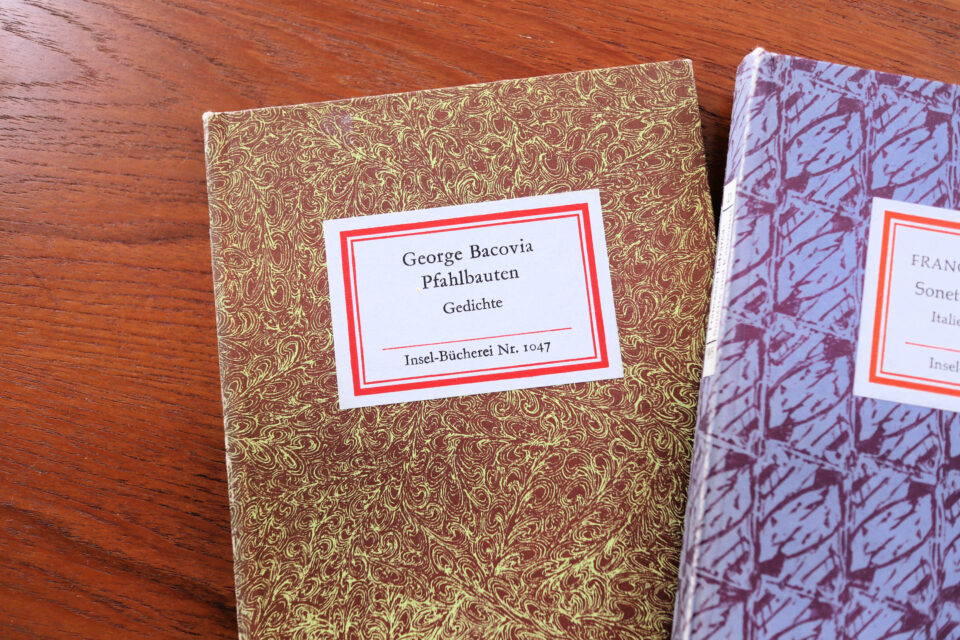 George Bacovia
Pfahlbauten
Gedichte
Insel-Bücherei Nr. 1047
FRANC
Sonet
Italie
Insel-